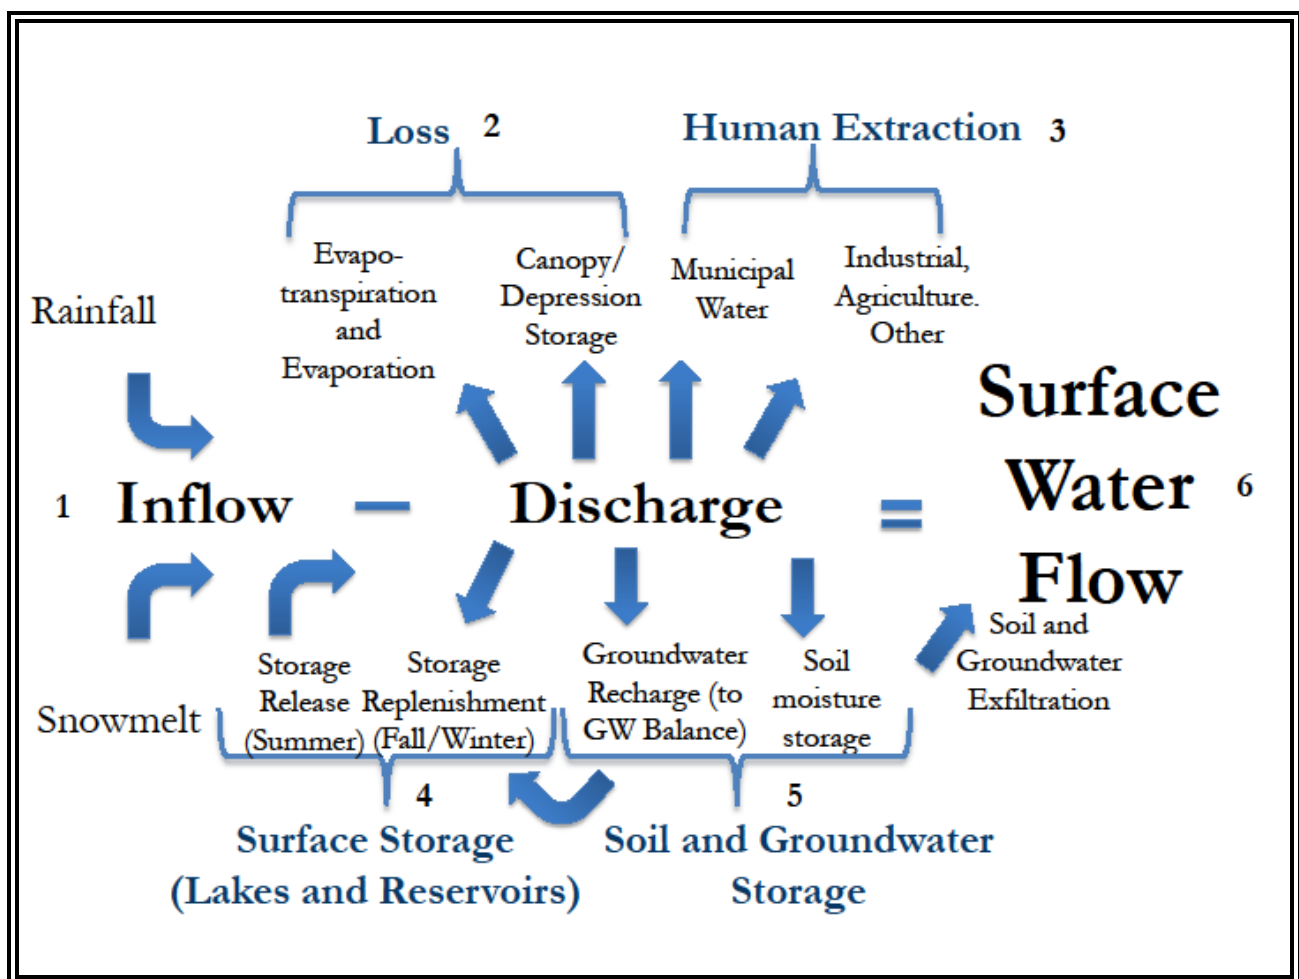 Loss 2
Human Extraction 3
Evapo-
transpiration
and
Evaporation
Canopy/
Depression
Storage
Municipal
Water
Industrial,
Agriculture.
Other
Rainfall
1 Inflow − Discharge =
Surface
Water 6
Flow
Snowmelt
Storage
Release
(Summer)
Storage
Replenishment
(Fall/Winter)
Groundwater
Recharge (to
GW Balance)
Soil
moisture
storage
Soil and
Groundwater
Exfiltration
4
Surface Storage
(Lakes and Reservoirs)
5
Soil and Groundwater
Storage